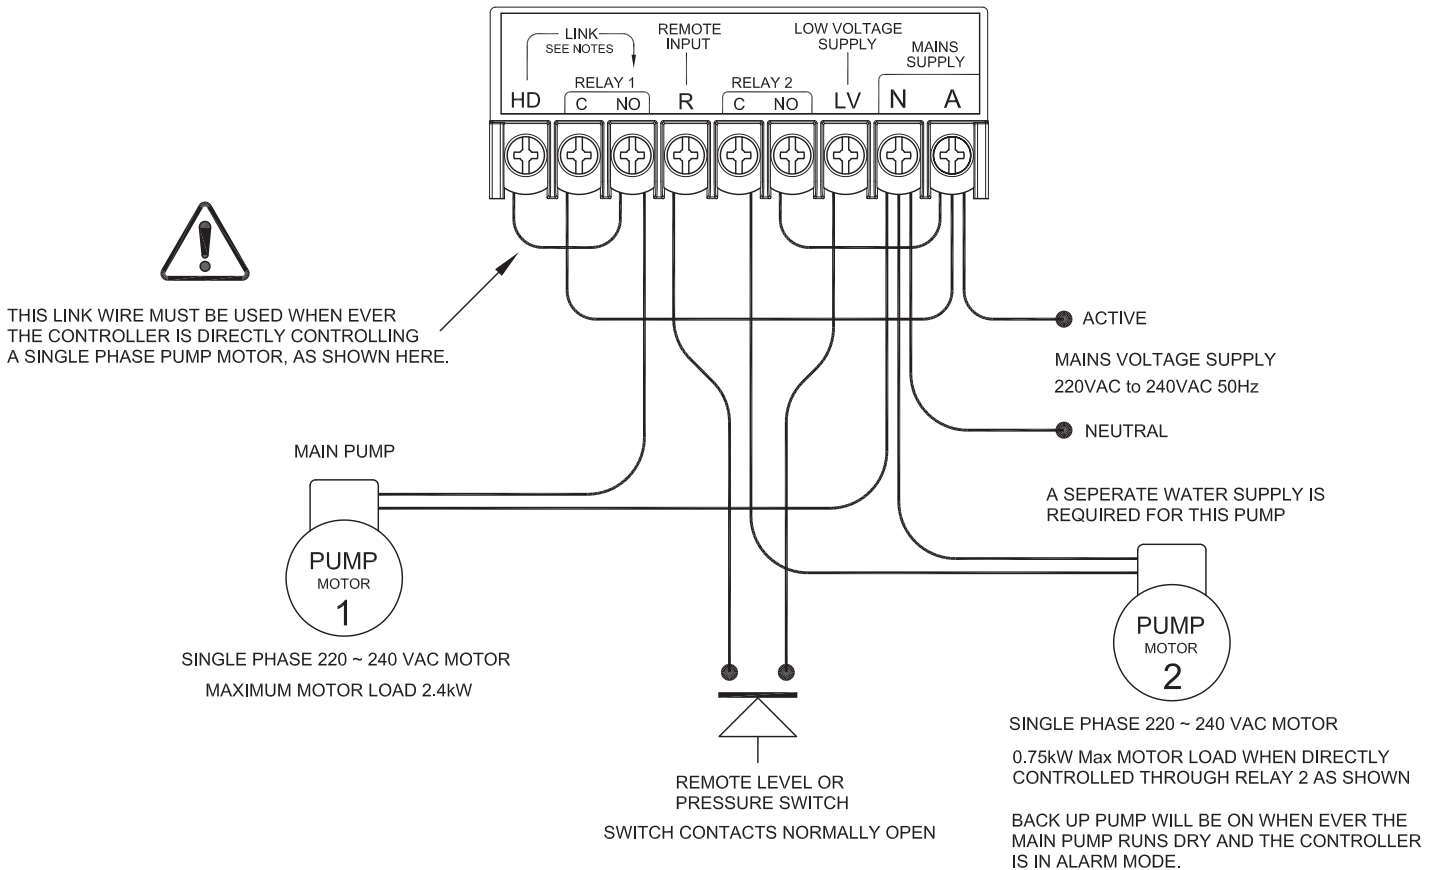 LINK
SEE NOTES
REMOTE
INPUT
LOW VOLTAGE
SUPPLY
MAINS
SUPPLY
RELAY 1
RELAY 2
HD C NO R C NO LV N A
THIS LINK WIRE MUST BE USED WHEN EVER
THE CONTROLLER IS DIRECTLY CONTROLLING
A SINGLE PHASE PUMP MOTOR, AS SHOWN HERE.
ACTIVE
MAINS VOLTAGE SUPPLY
220VAC to 240VAC 50Hz
NEUTRAL
MAIN PUMP
PUMP
MOTOR
1
SINGLE PHASE 220 ~ 240 VAC MOTOR
MAXIMUM MOTOR LOAD 2.4kW
A SEPERATE WATER SUPPLY IS
REQUIRED FOR THIS PUMP
PUMP
MOTOR
2
SINGLE PHASE 220 ~ 240 VAC MOTOR
0.75kW Max MOTOR LOAD WHEN DIRECTLY
CONTROLLED THROUGH RELAY 2 AS SHOWN
BACK UP PUMP WILL BE ON WHEN EVER THE
MAIN PUMP RUNS DRY AND THE CONTROLLER
IS IN ALARM MODE.
REMOTE LEVEL OR
PRESSURE SWITCH
SWITCH CONTACTS NORMALLY OPEN